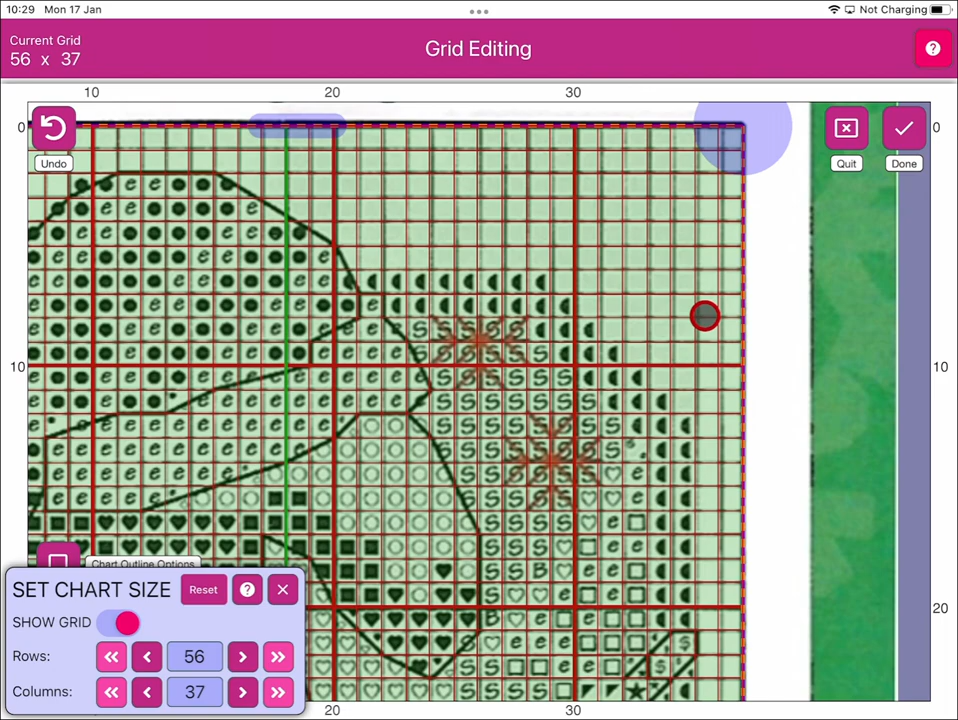 10:29 Mon 17 Jan
Not Charging
Current Grid
56 x 37
Grid Editing
?
10 20 30
0 0
Undo
Quit
Done
10 10
Chart Outline Options
SET CHART SIZE
Reset
?
SHOW GRID
Rows:
56
Columns:
37
20
10 20 30